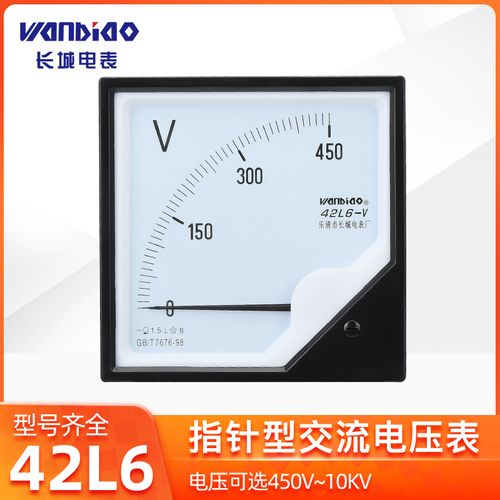 WANDIAO
长城电表
V
450
300
150
0
WANDIAO®
42L6-V
乐清市长城电表厂
1.5
GB/T7676-98
型号齐全
42L6
指针型交流电压表
电压可选450V~10KV